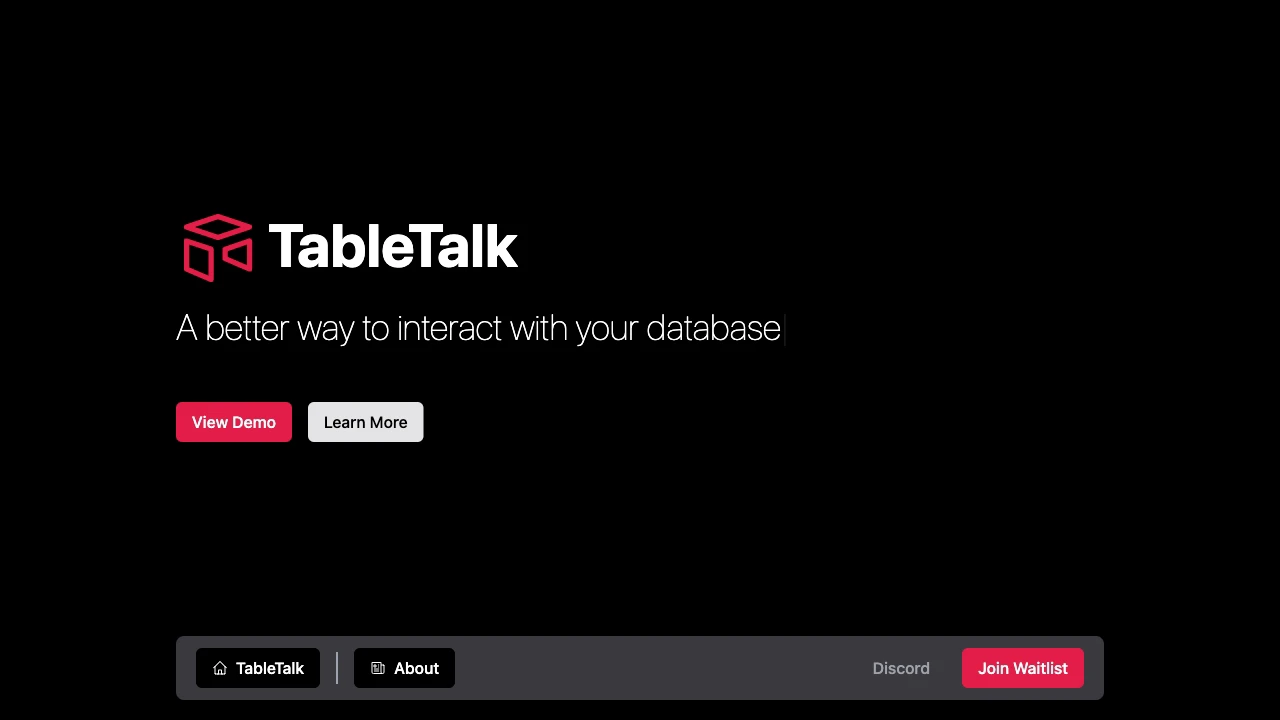 TableTalk
A better way to interact with your database
View Demo
Learn More
TableTalk
About
Discord
Join Waitlist